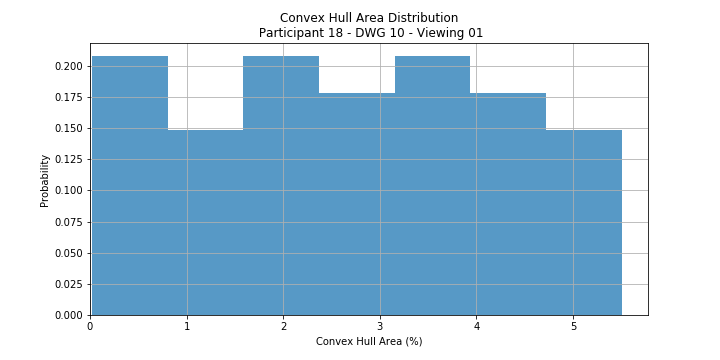 Convex Hull Area Distribution
Participant 18 - DWG 10 - Viewing 01
0.200
0.175
0.150
0.125
0.100
0.075
0.050
0.025
0.000
Probability
0 1 2 3 4 5
Convex Hull Area (%)